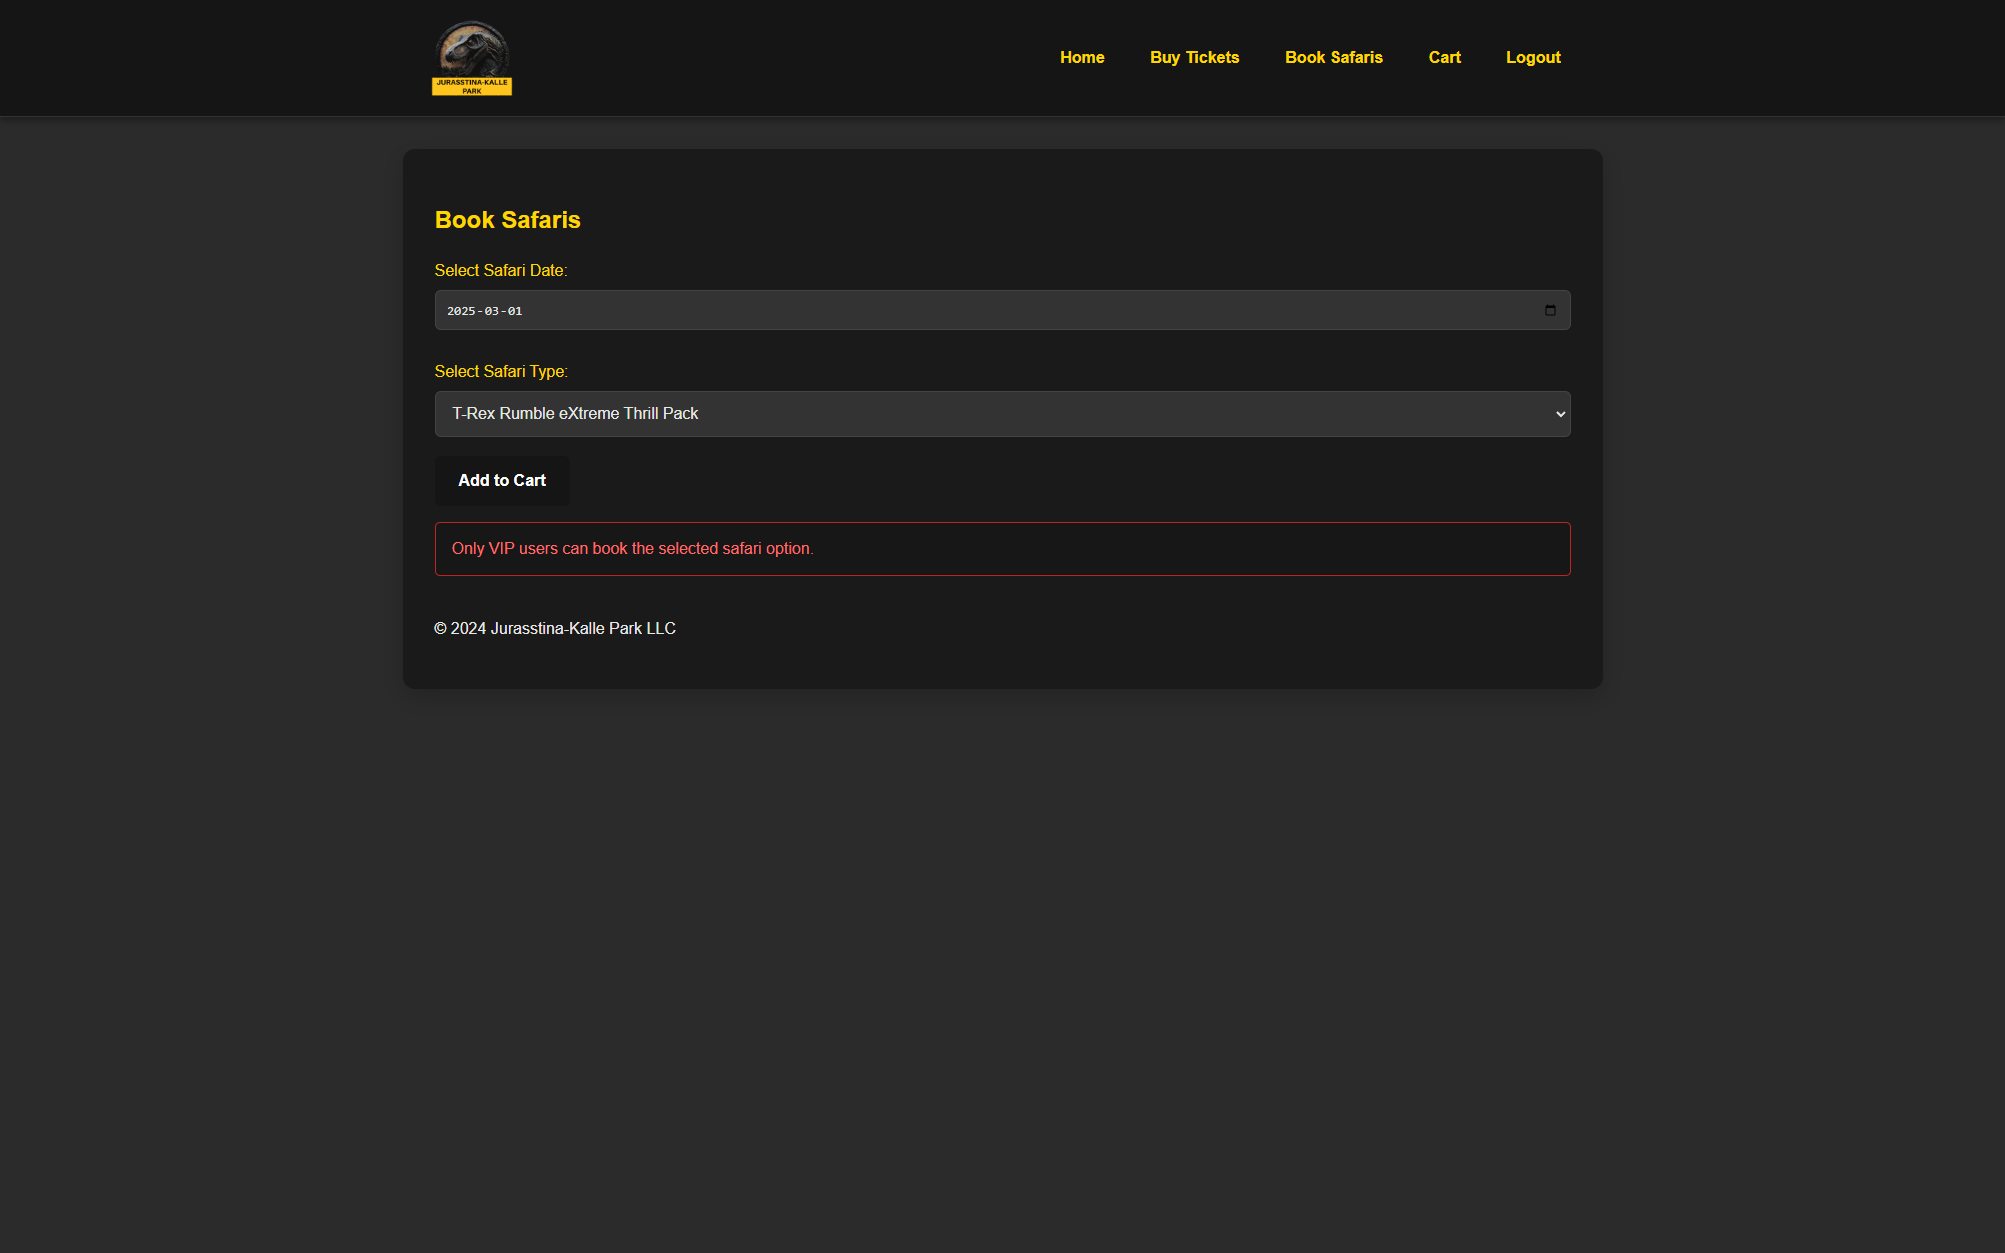 JURASSTINA-KALLE
PARK
Home
Buy Tickets
Book Safaris
Cart
Logout
Book Safaris
Select Safari Date:
2025-03-01
Select Safari Type:
T-Rex Rumble eXtreme Thrill Pack
Add to Cart
Only VIP users can book the selected safari option.
© 2024 Jurasstina-Kalle Park LLC